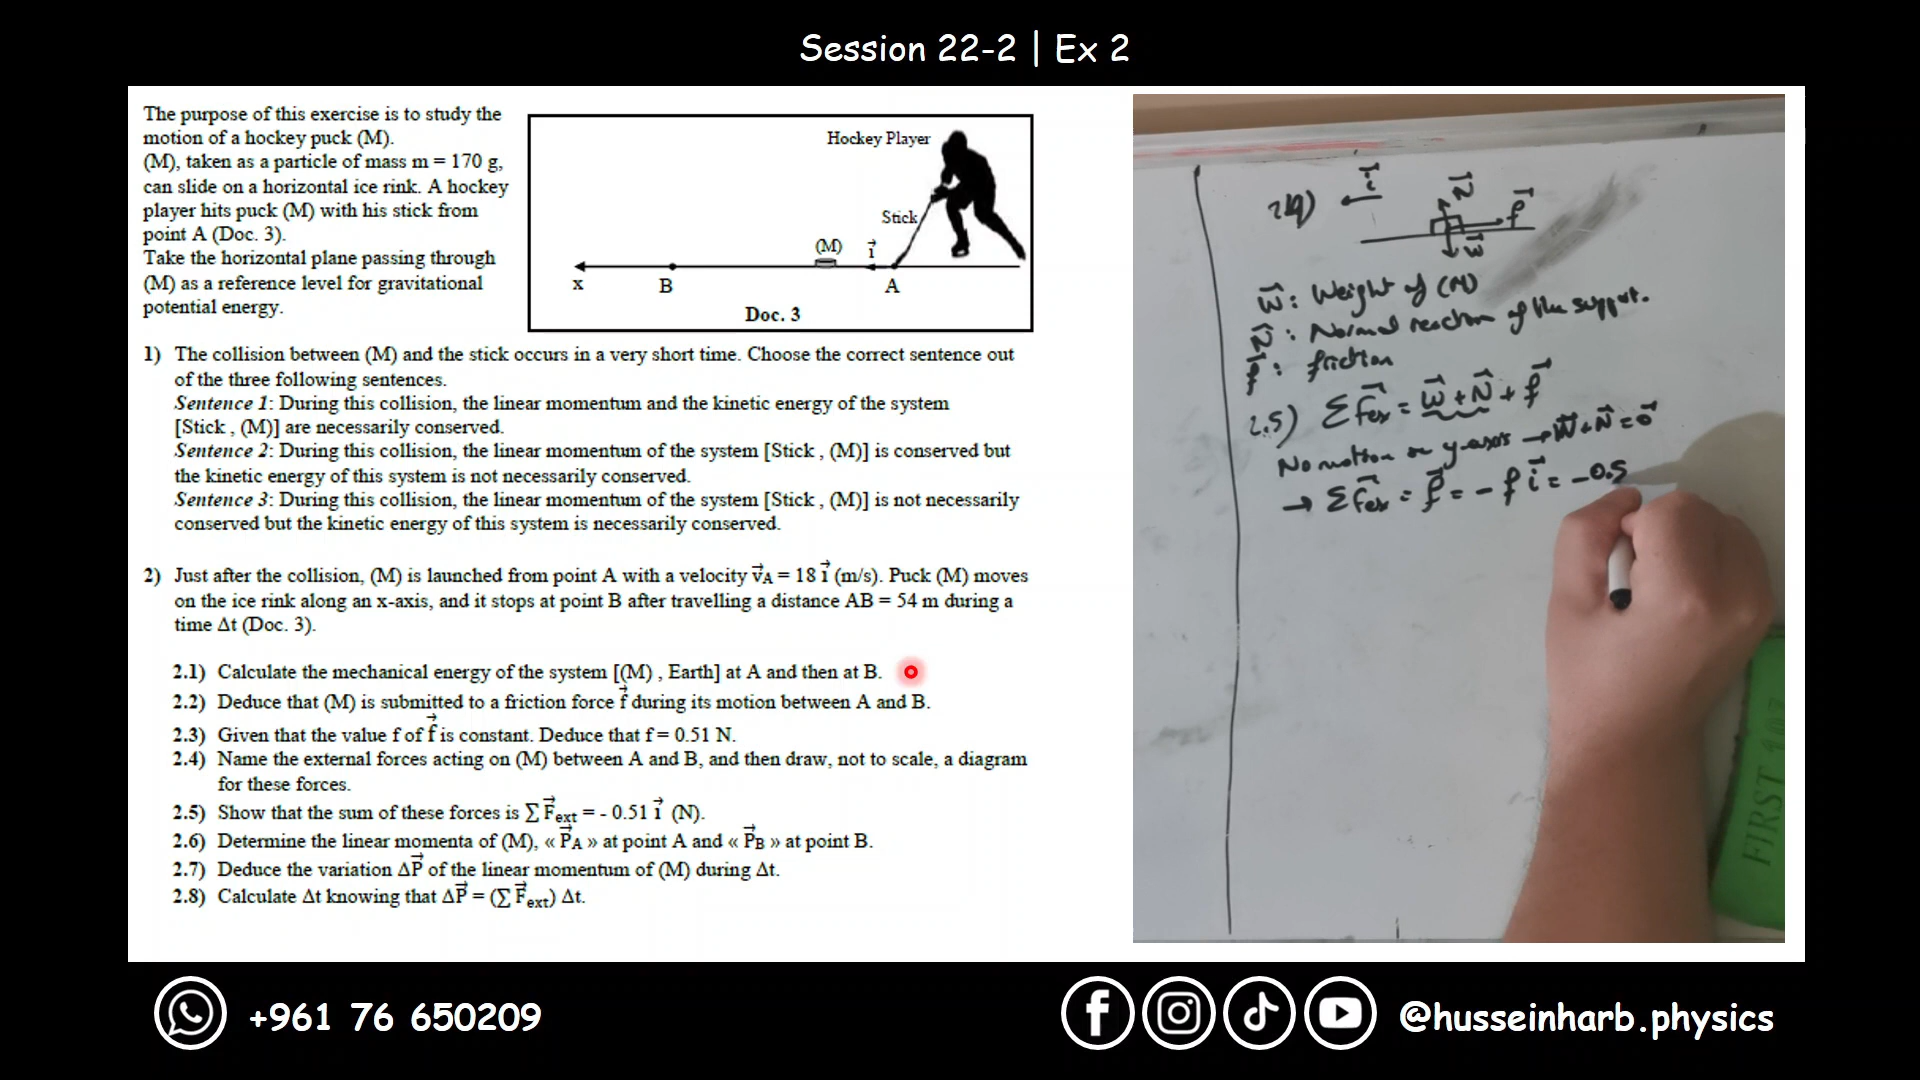 Session 22-2 | Ex 2
The purpose of this exercise is to study the
motion of a hockey puck (M).
(M), taken as a particle of mass m = 170 g,
can slide on a horizontal ice rink. A hockey
player hits puck (M) with his stick from
point A (Doc. 3).
Take the horizontal plane passing through
(M) as a reference level for gravitational
potential energy.
Hockey Player
Stick
(M) i⃗
x B A
Doc. 3
1) The collision between (M) and the stick occurs in a very short time. Choose the correct sentence out
of the three following sentences.
Sentence 1: During this collision, the linear momentum and the kinetic energy of the system
[Stick , (M)] are necessarily conserved.
Sentence 2: During this collision, the linear momentum of the system [Stick , (M)] is conserved but
the kinetic energy of this system is not necessarily conserved.
Sentence 3: During this collision, the linear momentum of the system [Stick , (M)] is not necessarily
conserved but the kinetic energy of this system is necessarily conserved.
2) Just after the collision, (M) is launched from point A with a velocity v⃗A = 18 i⃗ (m/s). Puck (M) moves
on the ice rink along an x-axis, and it stops at point B after travelling a distance AB = 54 m during a
time Δt (Doc. 3).
2.1) Calculate the mechanical energy of the system [(M) , Earth] at A and then at B.
2.2) Deduce that (M) is submitted to a friction force f⃗ during its motion between A and B.
2.3) Given that the value f of f⃗ is constant. Deduce that f = 0.51 N.
2.4) Name the external forces acting on (M) between A and B, and then draw, not to scale, a diagram
for these forces.
2.5) Show that the sum of these forces is ∑F⃗ext = - 0.51 i⃗ (N).
2.6) Determine the linear momenta of (M), « P⃗A » at point A and « P⃗B » at point B.
2.7) Deduce the variation ΔP⃗ of the linear momentum of (M) during Δt.
2.8) Calculate Δt knowing that ΔP⃗ = (∑F⃗ext) Δt.
i⃗ N⃗ f⃗
W⃗
W⃗: Weight of (M)
N⃗: Normal reaction of the support.
f⃗: friction
2.5) ΣF⃗ex = W⃗ + N⃗ + f⃗
No motion on y-axis → W⃗ + N⃗ = 0⃗
→ ΣF⃗ex = f⃗ = - f i⃗ = -0.5
FIRST
+961 76 650209
@husseinharb.physics